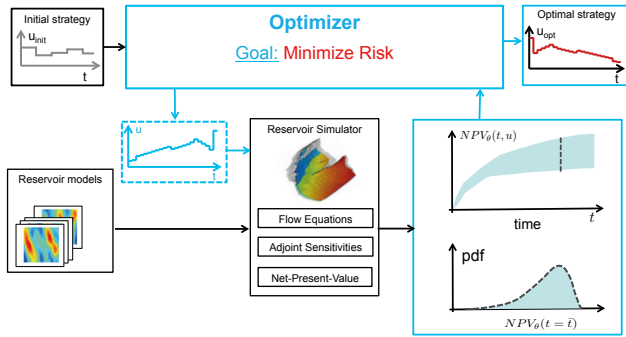 Initial strategy
u_init
t
Optimizer
Goal: Minimize Risk
Optimal strategy
u_opt
t
u
t
Reservoir Simulator
Flow Equations
Adjoint Sensitivities
Net-Present-Value
Reservoir models
NPV_θ(t, u)
time
t
pdf
NPV_θ(t = t̄)